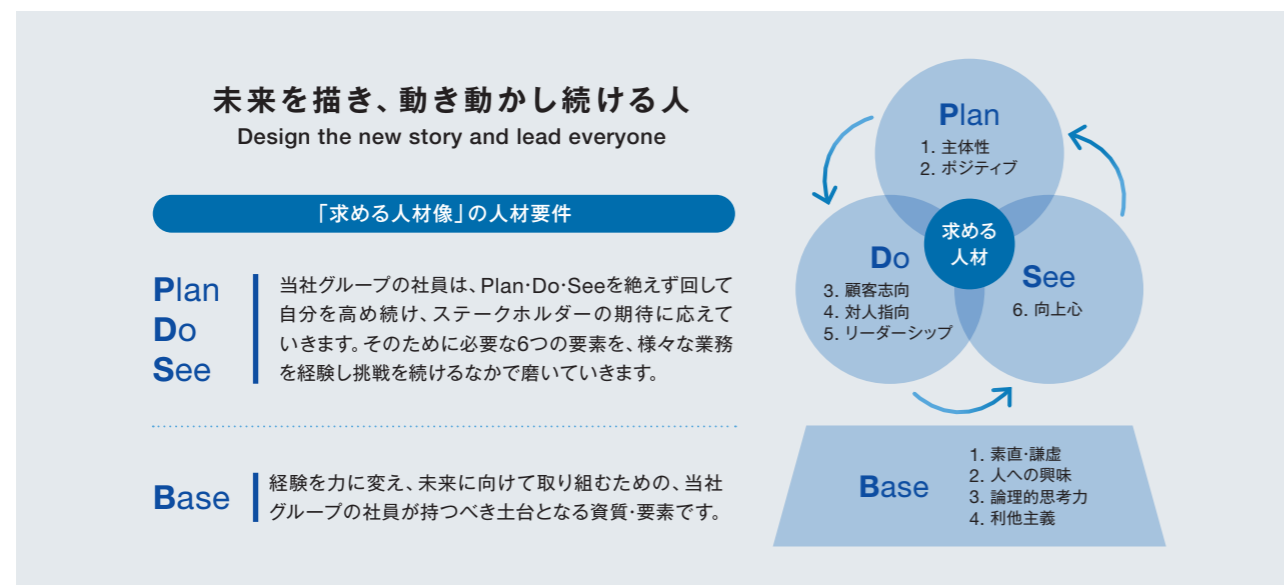 未来を描き、動き動かし続ける人
Design the new story and lead everyone
「求める人材像」の人材要件
Plan
Do
See
当社グループの社員は、Plan·Do·Seeを絶えず回して
自分を高め続け、ステークホルダーの期待に応えて
いきます。そのために必要な6つの要素を、様々な業務
を経験し挑戦を続けるなかで磨いていきます。
Base
経験を力に変え、未来に向けて取り組むための、当社
グループの社員が持つべき土台となる資質·要素です。
Plan
1. 主体性
2. ポジティブ
求める
人材
Do
3. 顧客志向
4. 対人指向
5. リーダーシップ
See
6. 向上心
Base
1. 素直·謙虚
2. 人への興味
3. 論理的思考力
4. 利他主義